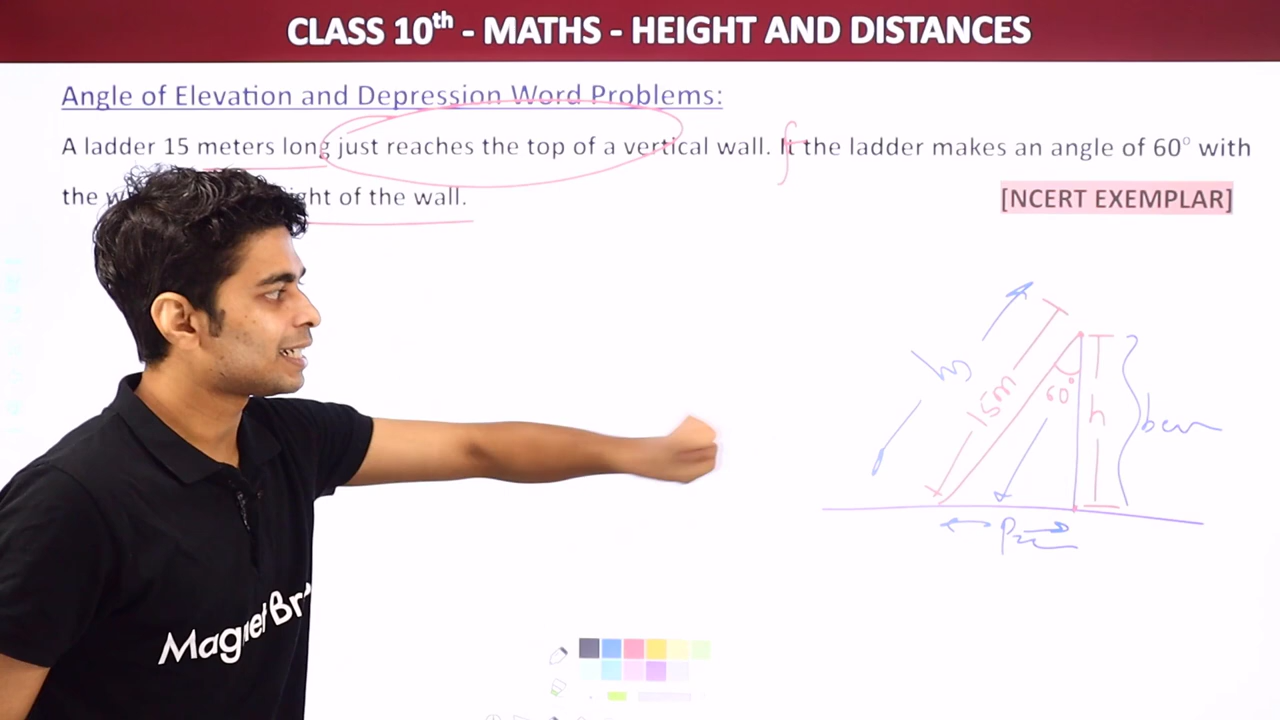 CLASS 10th - MATHS - HEIGHT AND DISTANCES
Angle of Elevation and Depression Word Problems:
A ladder 15 meters long just reaches the top of a vertical wall. If the ladder makes an angle of 60° with
the ght of the wall.
[NCERT EXEMPLAR]
15m
60°
h
Magnet Br